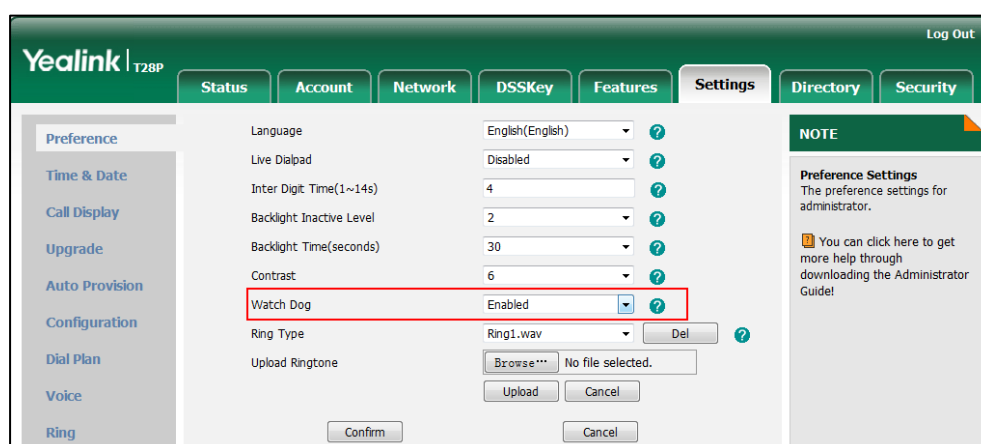 Log Out
Yealink T28P
Status Account Network DSSKey Features Settings Directory Security
Preference
Time & Date
Call Display
Upgrade
Auto Provision
Configuration
Dial Plan
Voice
Ring
Language English(English) ?
Live Dialpad Disabled ?
Inter Digit Time(1~14s) 4 ?
Backlight Inactive Level 2 ?
Backlight Time(seconds) 30 ?
Contrast 6 ?
Watch Dog Enabled ?
Ring Type Ring1.wav Del ?
Upload Ringtone Browse... No file selected.
Upload Cancel
Confirm Cancel
NOTE
Preference Settings
The preference settings for
administrator.
? You can click here to get
more help through
downloading the Administrator
Guide!